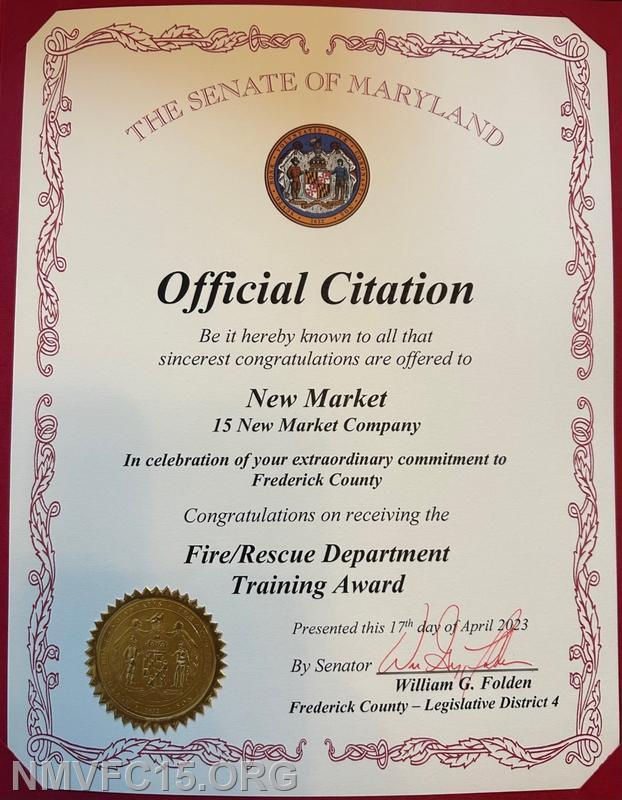 THE SENATE OF MARYLAND
Official Citation
Be it hereby known to all that
sincerest congratulations are offered to
New Market
15 New Market Company
In celebration of your extraordinary commitment to
Frederick County
Congratulations on receiving the
Fire/Rescue Department
Training Award
Presented this 17th day of April 2023
By Senator
William G. Folden
Frederick County – Legislative District 4
NMVFC15.ORG